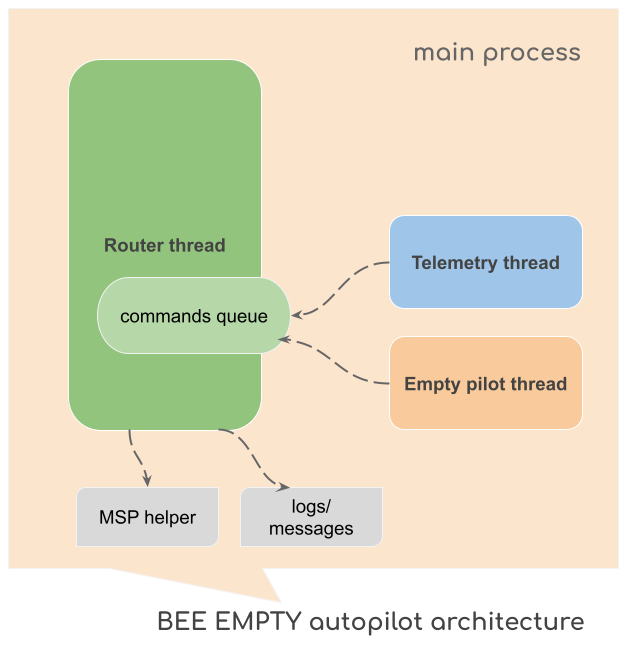 main process
Router thread
Telemetry thread
commands queue
Empty pilot thread
MSP helper
logs/
messages
BEE EMPTY autopilot architecture